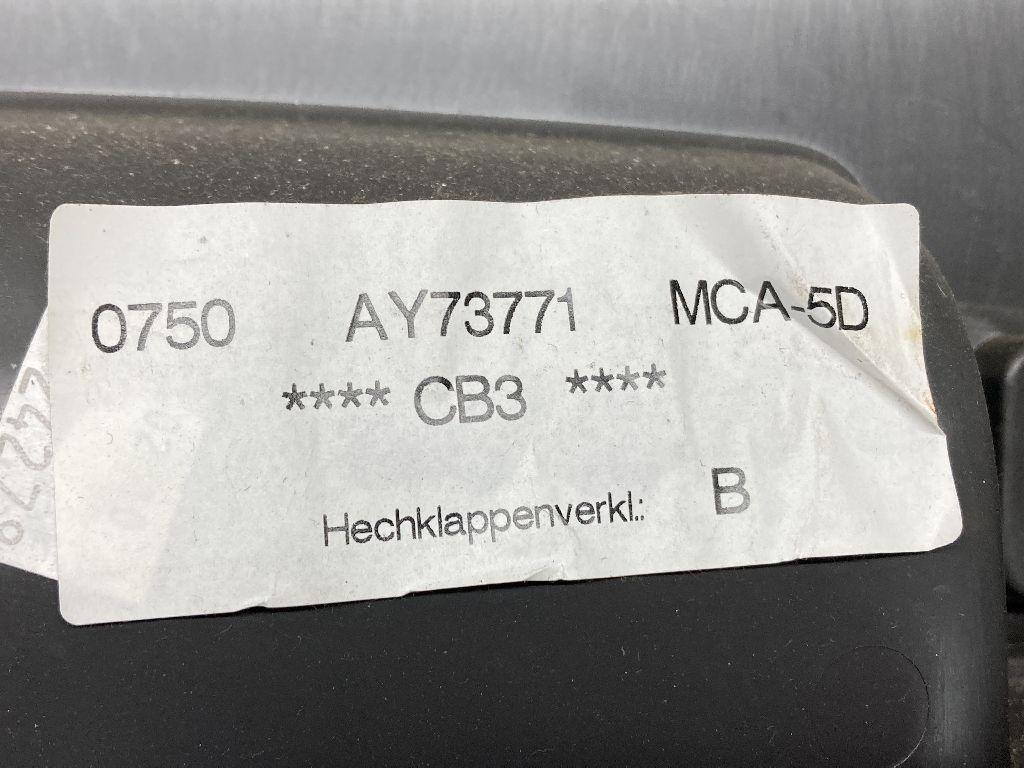 0750 AY73771 MCA-5D
**** CB3 ****
Hechklappenverkl.: B